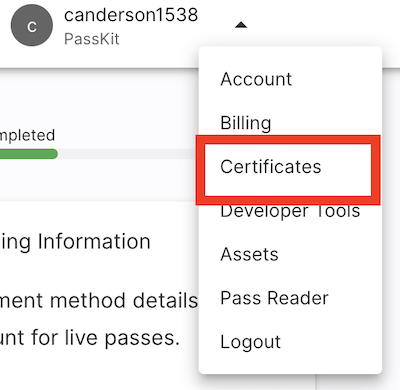 c
canderson1538
PassKit
Account
Billing
Certificates
Developer Tools
Assets
Pass Reader
Logout
mpleted
ing Information
ment method details
unt for live passes.